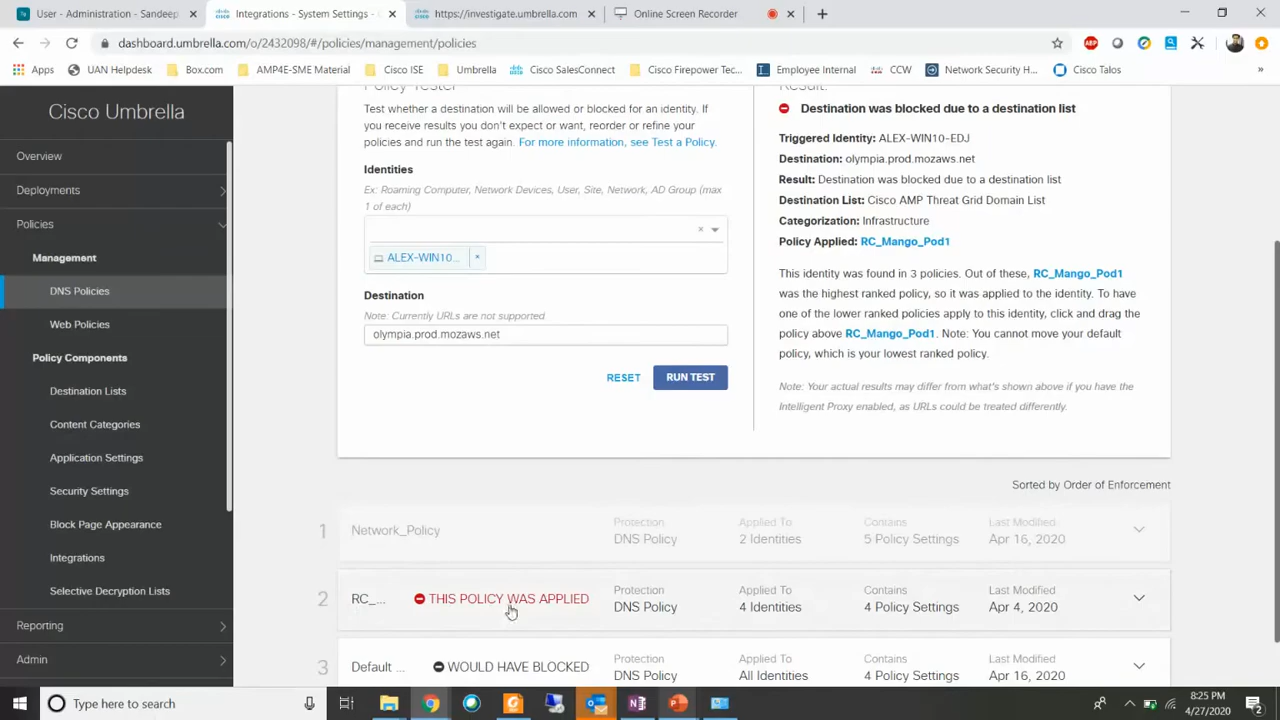 User - Administration - Sandeep
Integrations - System Settings -
https://investigate.umbrella.com
Online Screen Recorder
dashboard.umbrella.com/o/2432098/#/policies/management/policies
Apps
UAN Helpdesk
Box.com
AMP4E-SME Material
Cisco ISE
Umbrella
Cisco SalesConnect
Cisco Firepower Tec...
Employee Internal
CCW
Network Security H...
Cisco Talos
Cisco Umbrella
Overview
Deployments
Policies
Management
DNS Policies
Web Policies
Policy Components
Destination Lists
Content Categories
Application Settings
Security Settings
Block Page Appearance
Integrations
Selective Decryption Lists
Reporting
Admin
Policy Tester
Test whether a destination will be allowed or blocked for an identity. If
you receive results you don't expect or want, reorder or refine your
policies and run the test again. For more information, see Test a Policy.
Identities
Ex: Roaming Computer, Network Devices, User, Site, Network, AD Group (max
1 of each)
ALEX-WIN10...
Destination
Note: Currently URLs are not supported
olympia.prod.mozaws.net
RESET
RUN TEST
Result:
Destination was blocked due to a destination list
Triggered Identity: ALEX-WIN10-EDJ
Destination: olympia.prod.mozaws.net
Result: Destination was blocked due to a destination list
Destination List: Cisco AMP Threat Grid Domain List
Categorization: Infrastructure
Policy Applied: RC_Mango_Pod1
This identity was found in 3 policies. Out of these, RC_Mango_Pod1
was the highest ranked policy, so it was applied to the identity. To have
one of the lower ranked policies apply to this identity, click and drag the
policy above RC_Mango_Pod1. Note: You cannot move your default
policy, which is your lowest ranked policy.
Note: Your actual results may differ from what's shown above if you have the
Intelligent Proxy enabled, as URLs could be treated differently.
Sorted by Order of Enforcement
Protection Applied To Contains Last Modified
1 Network_Policy DNS Policy 2 Identities 5 Policy Settings Apr 16, 2020
Protection Applied To Contains Last Modified
2 RC_... THIS POLICY WAS APPLIED DNS Policy 4 Identities 4 Policy Settings Apr 4, 2020
Protection Applied To Contains Last Modified
3 Default ... WOULD HAVE BLOCKED DNS Policy All Identities 4 Policy Settings Apr 16, 2020
Type here to search
8:25 PM
4/27/2020
2